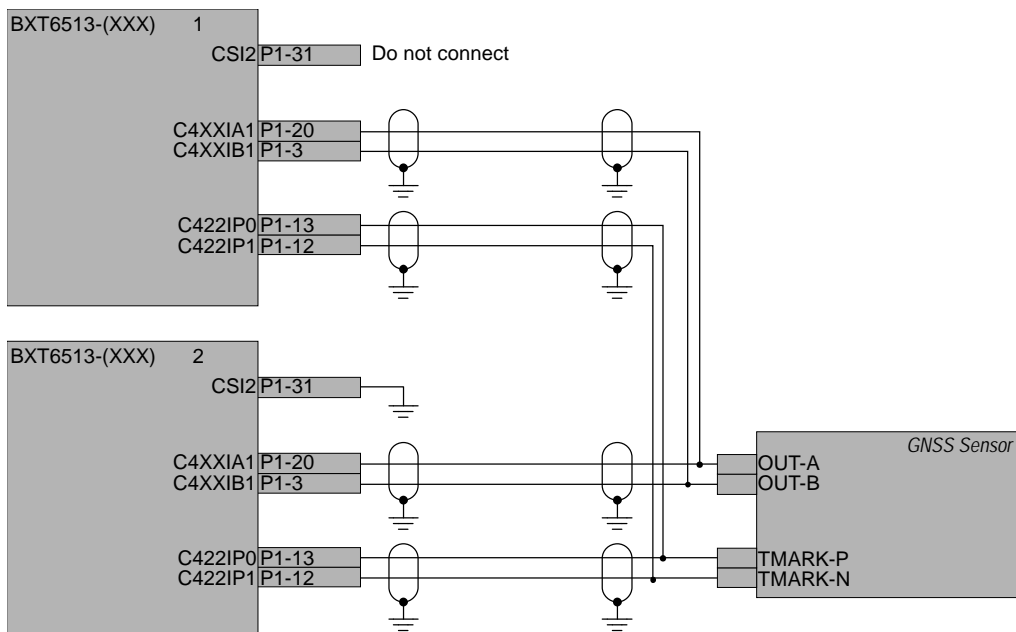 BXT6513-(XXX) 1
CSI2 P1-31 Do not connect
C4XXIA1 P1-20
C4XXIB1 P1-3
C422IP0 P1-13
C422IP1 P1-12
BXT6513-(XXX) 2
CSI2 P1-31
GNSS Sensor
C4XXIA1 P1-20 OUT-A
C4XXIB1 P1-3 OUT-B
C422IP0 P1-13 TMARK-P
C422IP1 P1-12 TMARK-N